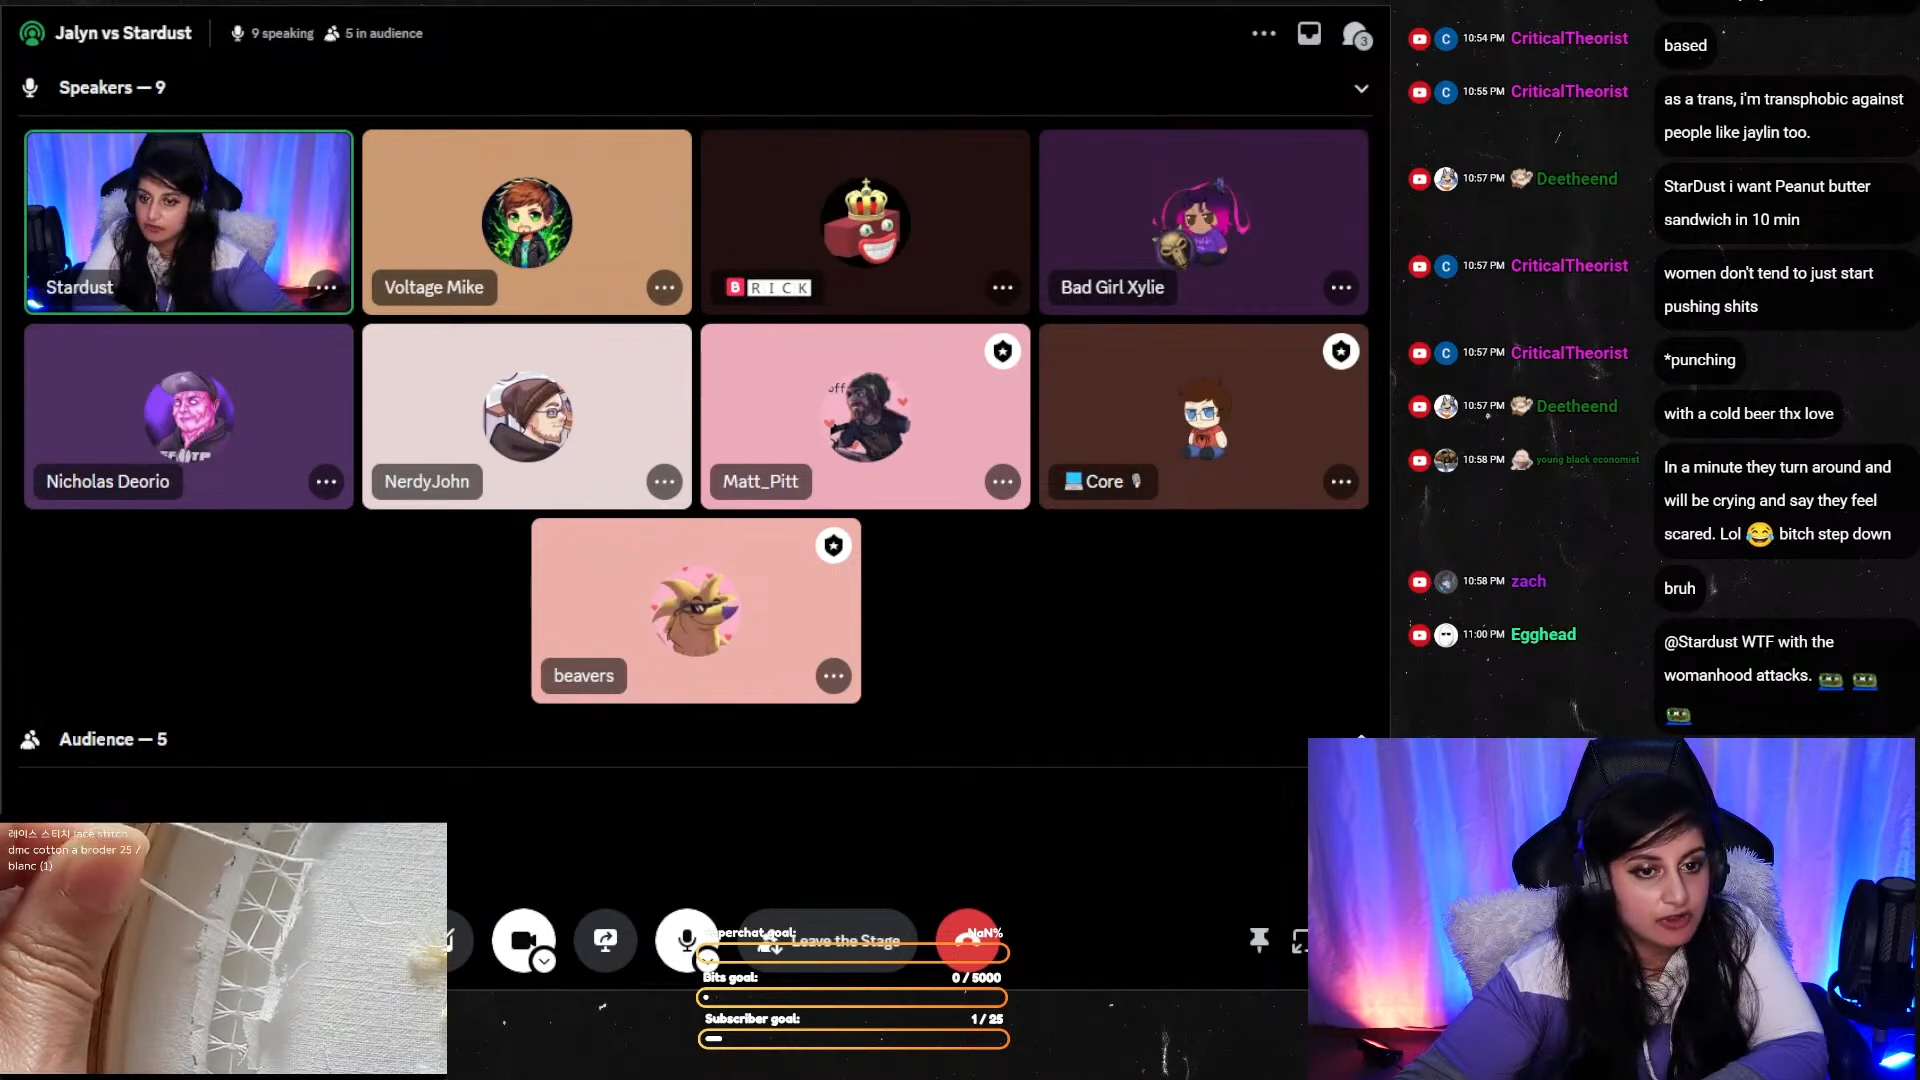 Jalyn vs Stardust
9 speaking
5 in audience
3
Speakers — 9
Stardust
Voltage Mike
B R I C K
Bad Girl Xylie
Nicholas Deorio
NerdyJohn
off
Matt_Pitt
Core
beavers
Audience — 5
레이스 스티치 lace stitch
dmc cotton a broder 25 /
blanc (1)
Leave the Stage
NaN%
Bits goal:
0 / 5000
Subscriber goal:
1 / 25
C 10:54 PM CriticalTheorist
based
C 10:55 PM CriticalTheorist
as a trans, i'm transphobic against
people like jaylin too.
10:57 PM Deetheend
StarDust i want Peanut butter
sandwich in 10 min
C 10:57 PM CriticalTheorist
women don't tend to just start
pushing shits
C 10:57 PM CriticalTheorist
*punching
10:57 PM Deetheend
with a cold beer thx love
10:58 PM young black economist
In a minute they turn around and
will be crying and say they feel
scared. Lol 😂 bitch step down
10:58 PM zach
bruh
11:00 PM Egghead
@Stardust WTF with the
womanhood attacks.